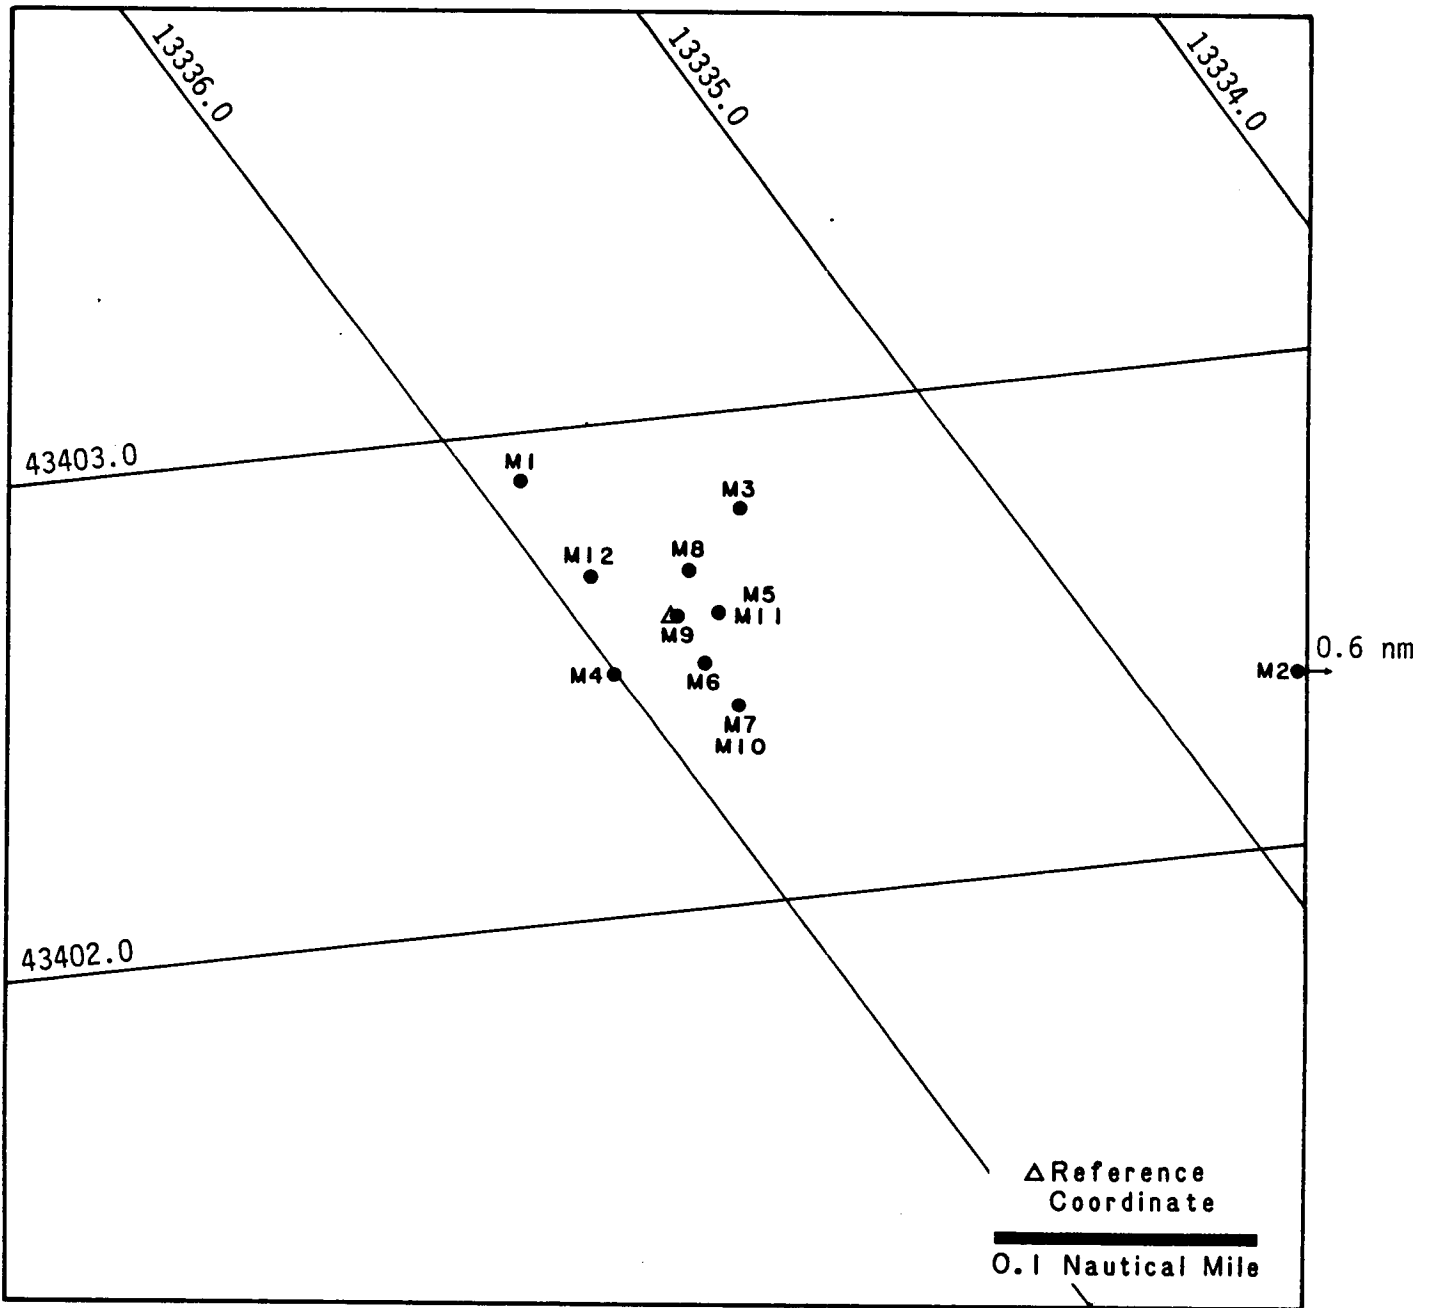 13336.0
13335.0
13334.0
43403.0
M1
M3
M12
M8
M5
M11
M9
0.6 nm
M2
M4
M6
M7
M10
43402.0
△ Reference
Coordinate
0.1 Nautical Mile